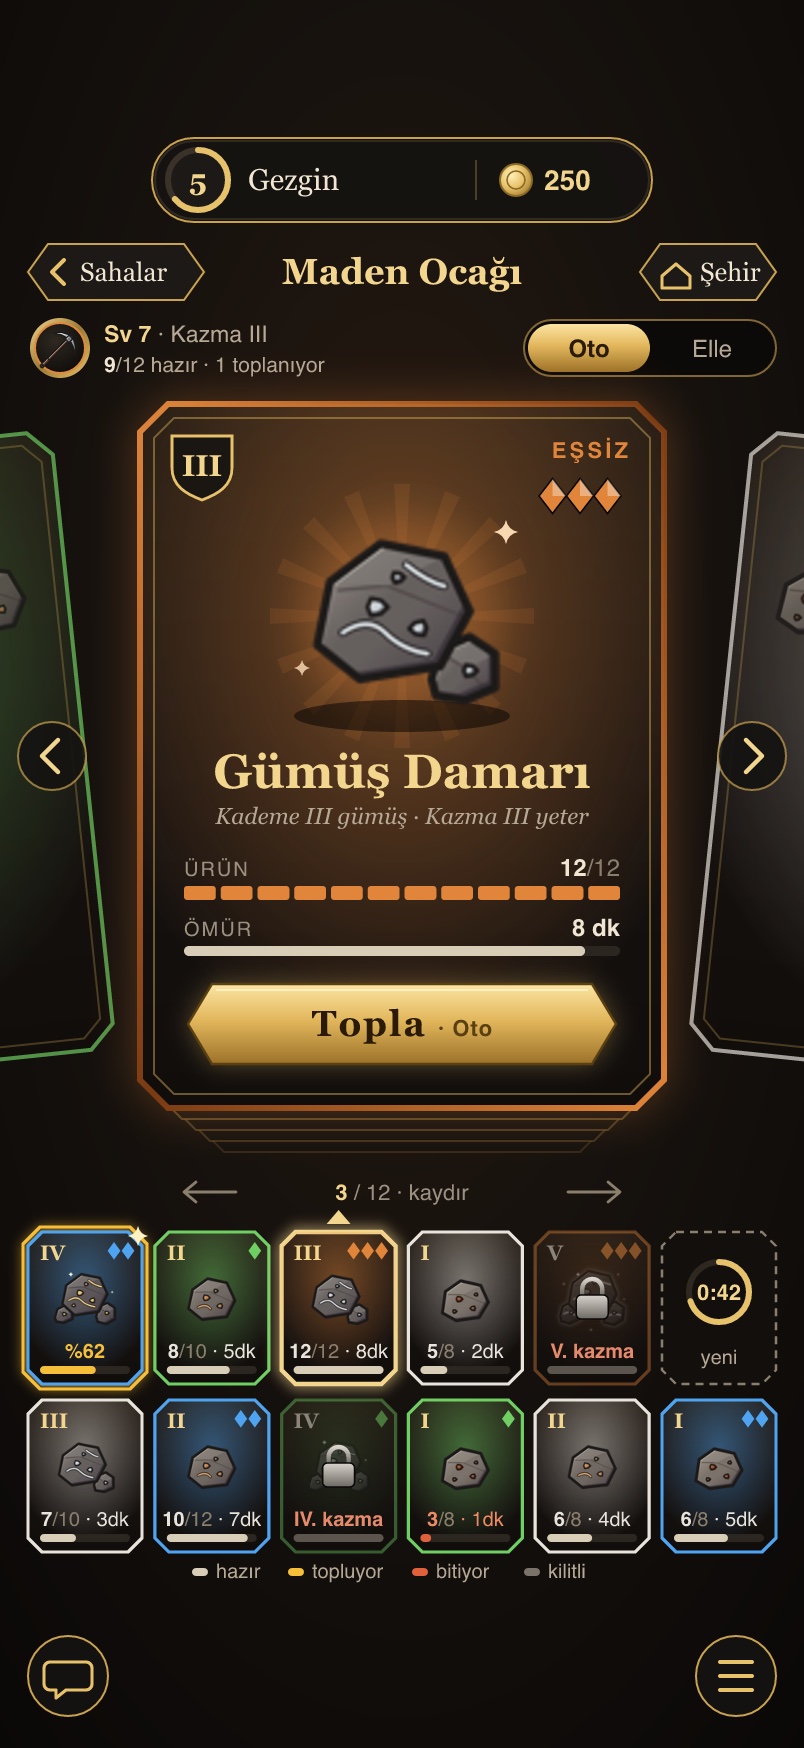 5 Gezgin 250
Sahalar Maden Ocağı Şehir
Sv 7 · Kazma III
9/12 hazır · 1 toplanıyor
Oto Elle
III EŞSİZ
Gümüş Damarı
Kademe III gümüş · Kazma III yeter
ÜRÜN 12/12
ÖMÜR 8 dk
Topla · Oto
3 / 12 · kaydır
IV II III I V
0:42
%62 8/10 · 5dk 12/12 · 8dk 5/8 · 2dk V. kazma yeni
III II IV I II I
7/10 · 3dk 10/12 · 7dk IV. kazma 3/8 · 1dk 6/8 · 4dk 6/8 · 5dk
hazır topluyor bitiyor kilitli